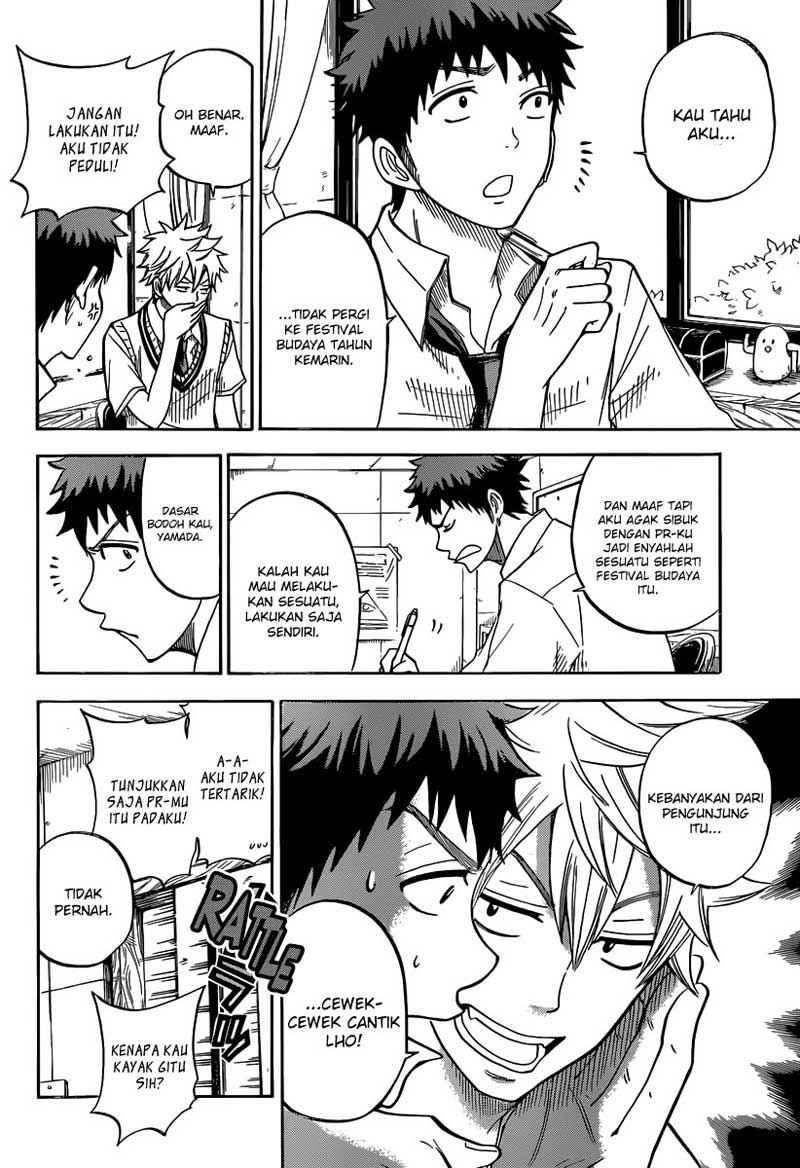 KAU TAHU
AKU...
...TIDAK PERGI
KE FESTIVAL
BUDAYA TAHUN
KEMARIN.
OH BENAR.
MAAF.
JANGAN
LAKUKAN ITU!
AKU TIDAK
PEDULI!
DAN MAAF TAPI
AKU AGAK SIBUK
DENGAN PR-KU
JADI ENYAHLAH
SESUATU SEPERTI
FESTIVAL BUDAYA
ITU.
KALAH KAU
MAU MELAKU-
KAN SESUATU,
LAKUKAN SAJA
SENDIRI.
DASAR
BODOH KAU,
YAMADA.
KEBANYAKAN DARI
PENGUNJUNG
ITU...
...CEWEK-
CEWEK CANTIK
LHO!
A-A-
AKU TIDAK
TERTARIK!
TUNJUKKAN
SAJA PR-MU
ITU PADAKU!
TIDAK
PERNAH.
RATTLE
ラッ
KENAPA KAU
KAYAK GITU
SIH?